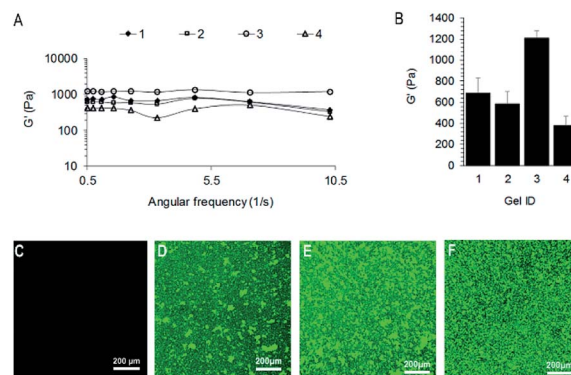 A
1 2 3 4
G' (Pa)
10000
1000
100
10
0.5 5.5 10.5
Angular frequency (1/s)
B
G' (Pa)
1400
1200
1000
800
600
400
200
0
1 2 3 4
Gel ID
C
200 µm
D
200µm
E
200µm
F
200µm